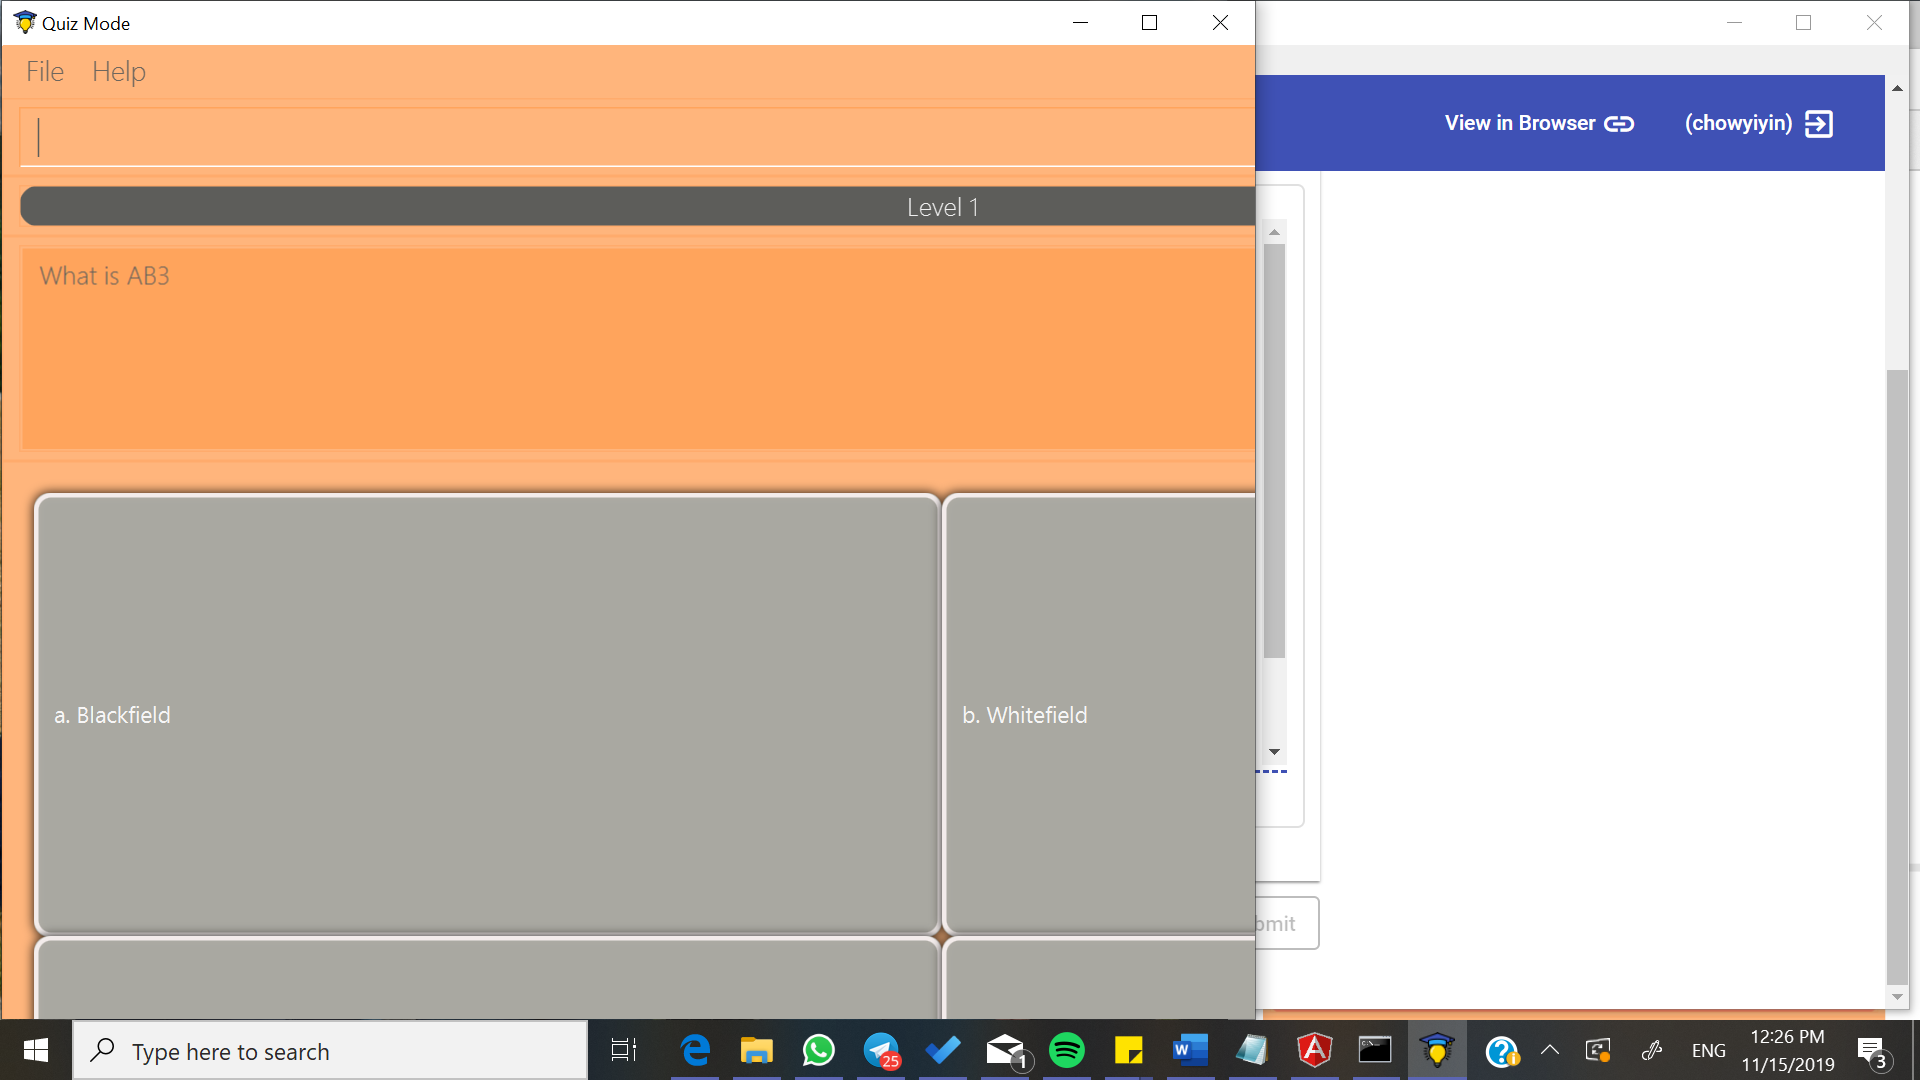 Quiz Mode
File Help
View in Browser
(chowyiyin)
Level 1
What is AB3
a. Blackfield
b. Whitefield
bmit
Type here to search
25
1
W
ENG
12:26 PM
11/15/2019
3